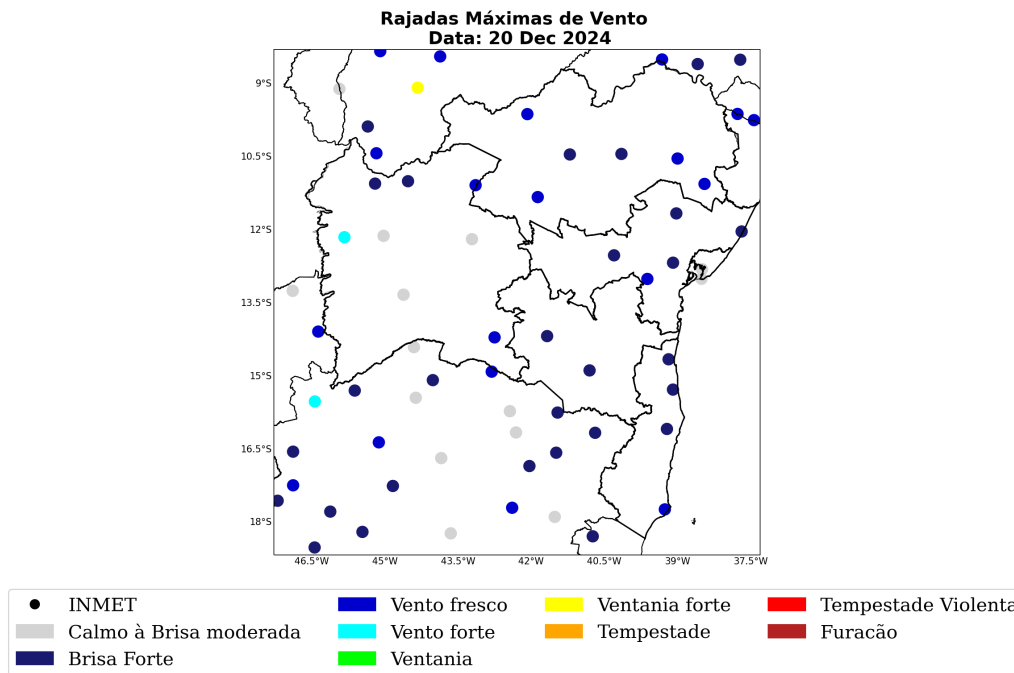 Rajadas Máximas de Vento
Data: 20 Dec 2024
9°S
10.5°S
12°S
13.5°S
15°S
16.5°S
18°S
46.5°W 45°W 43.5°W 42°W 40.5°W 39°W 37.5°W
INMET
Calmo à Brisa moderada
Brisa Forte
Vento fresco
Vento forte
Ventania
Ventania forte
Tempestade
Tempestade Violenta
Furacão